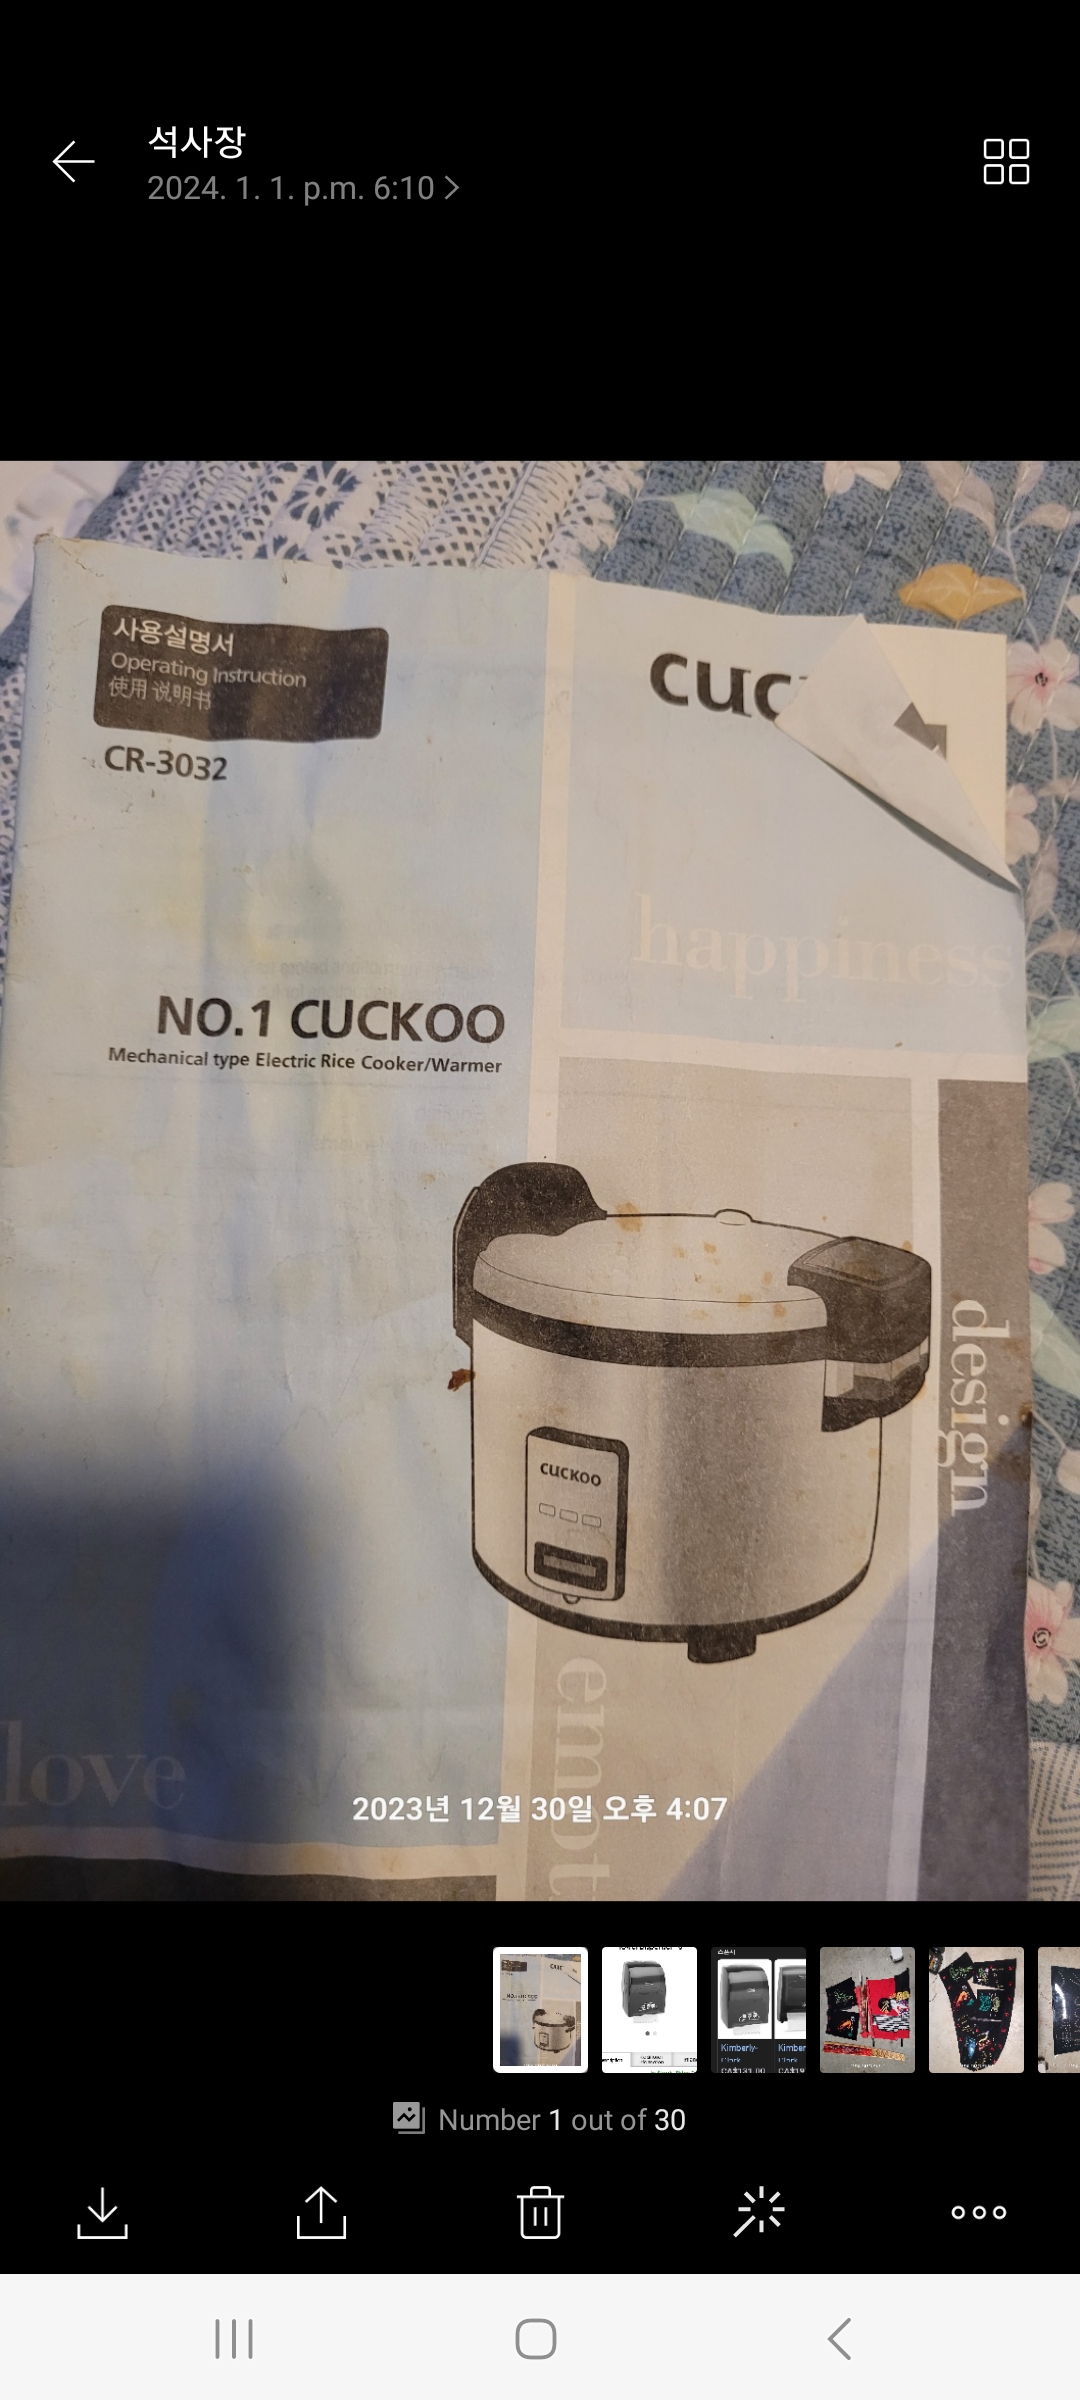 석사장
2024. 1. 1. p.m. 6:10
사용설명서
Operating Instruction
使用 说明书
CR-3032
happiness
NO.1 CUCKOO
Mechanical type Electric Rice Cooker/Warmer
design
CUCKOO
love
2023년 12월 30일 오후 4:07
Kimberly-
Number 1 out of 30